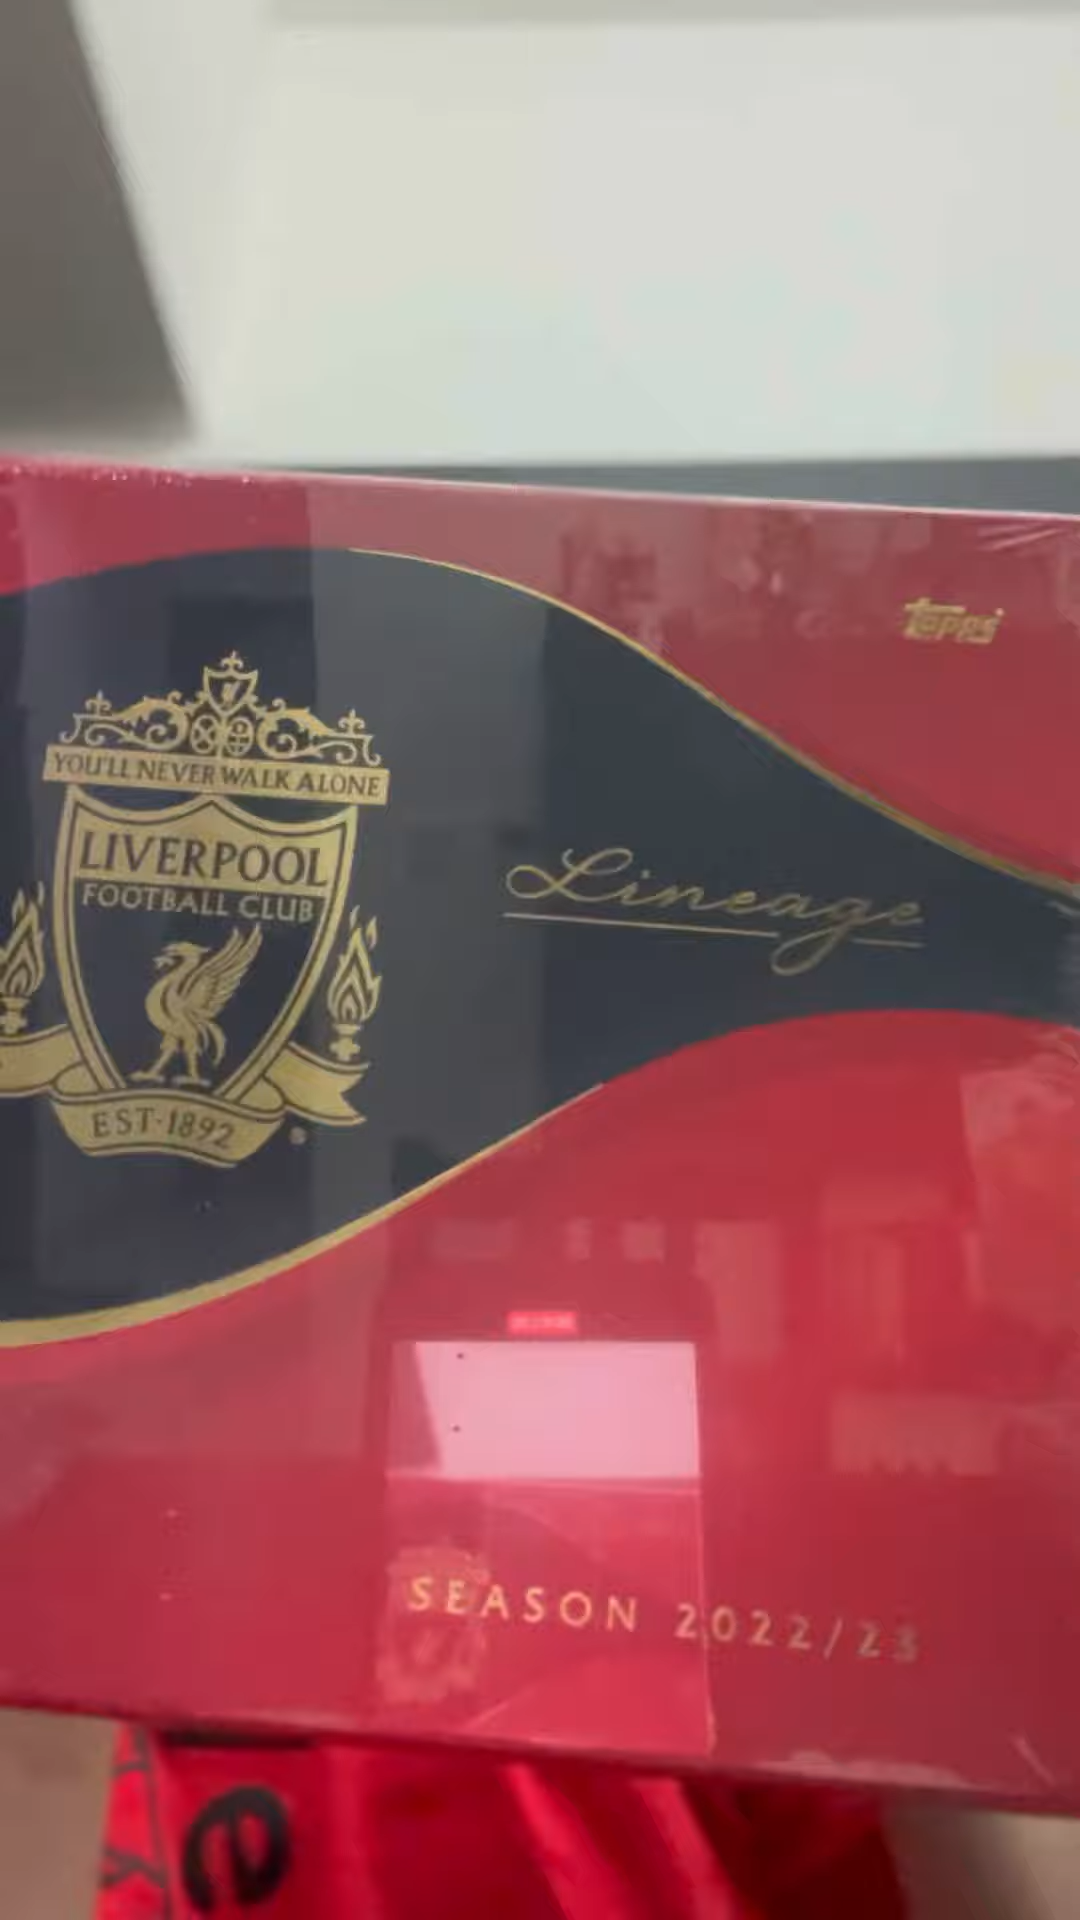 Topps
YOU'LL NEVER WALK ALONE
LIVERPOOL
FOOTBALL CLUB
EST·1892
Lineage
SEASON 2022/23
e